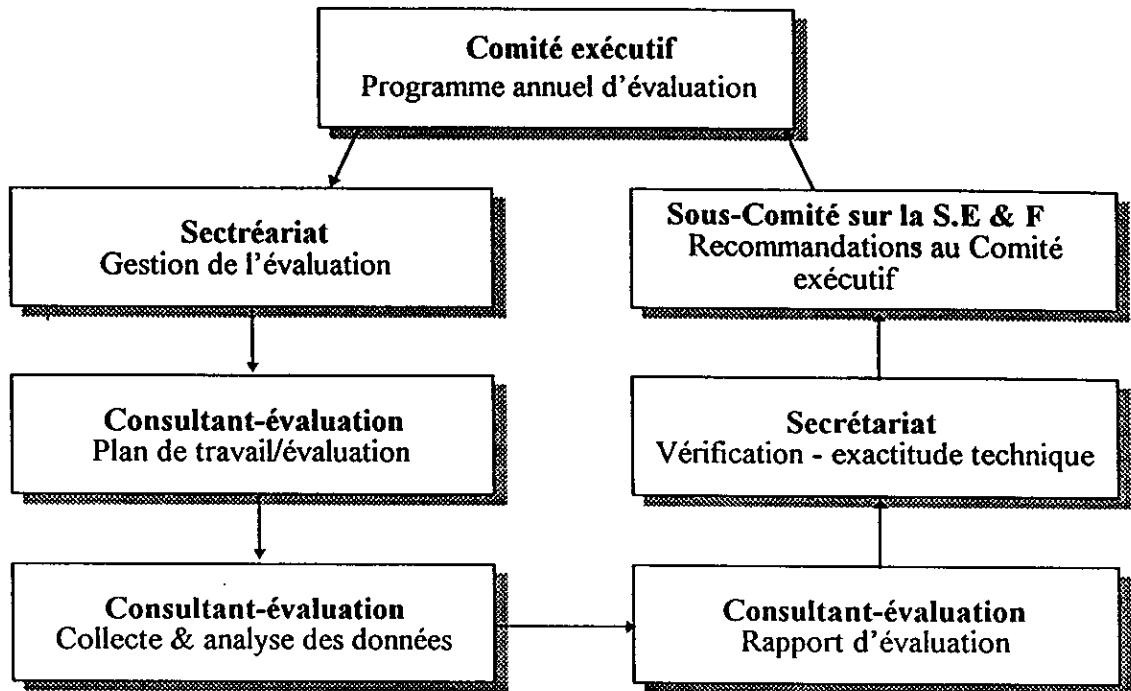 Comité exécutif
Programme annuel d'évaluation
Sectréariat
Gestion de l'évaluation
Consultant-évaluation
Plan de travail/évaluation
Consultant-évaluation
Collecte & analyse des données
Consultant-évaluation
Rapport d'évaluation
Secrétariat
Vérification - exactitude technique
Sous-Comité sur la S.E & F
Recommandations au Comité
exécutif